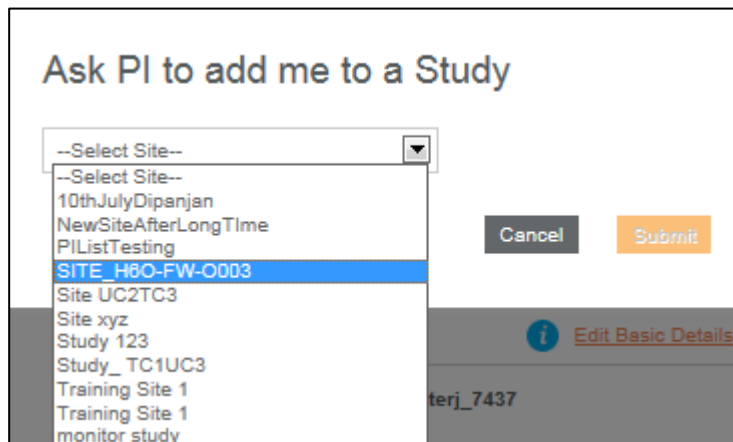 Ask PI to add me to a Study
--Select Site--
--Select Site--
10thJulyDipanjan
NewSiteAfterLongTIme
PIListTesting
SITE_H6O-FW-O003
Site UC2TC3
Site xyz
Study 123
Study_ TC1UC3
Training Site 1
Training Site 1
monitor study
Cancel
Submit
i
Edit Basic Details
terj_7437